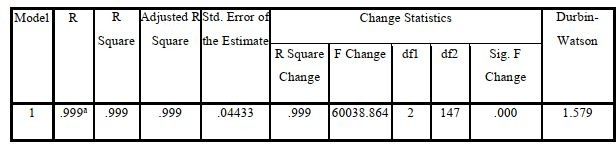 Model R R Square Adjusted R Square Std. Error of the Estimate Change Statistics Durbin-Watson
R Square Change F Change df1 df2 Sig. F Change
1 .999a .999 .999 .04433 .999 60038.864 2 147 .000 1.579